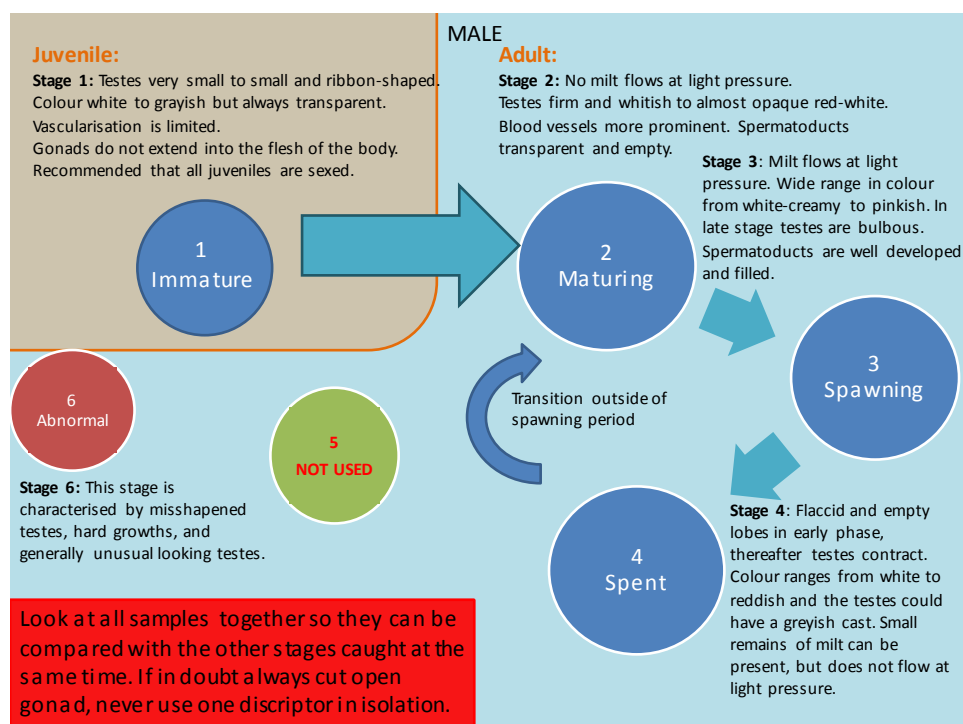 MALE
Juvenile:
Stage 1: Testes very small to small and ribbon-shaped.
Colour white to grayish but always transparent.
Vascularisation is limited.
Gonads do not extend into the flesh of the body.
Recommended that all juveniles are sexed.
1
Immature
Adult:
Stage 2: No milt flows at light pressure.
Testes firm and whitish to almost opaque red-white.
Blood vessels more prominent. Spermatoducts
transparent and empty.
2
Maturing
Stage 3: Milt flows at light
pressure. Wide range in colour
from white-creamy to pinkish. In
late stage testes are bulbous.
Spermatoducts are well developed
and filled.
3
Spawning
Transition outside of
spawning period
4
Spent
Stage 4: Flaccid and empty
lobes in early phase,
thereafter testes contract.
Colour ranges from white to
reddish and the testes could
have a greyish cast. Small
remains of milt can be
present, but does not flow at
light pressure.
5
NOT USED
6
Abnormal
Stage 6: This stage is
characterised by misshapened
testes, hard growths, and
generally unusual looking testes.
Look at all samples together so they can be
compared with the other stages caught at the
same time. If in doubt always cut open
gonad, never use one discriptor in isolation.